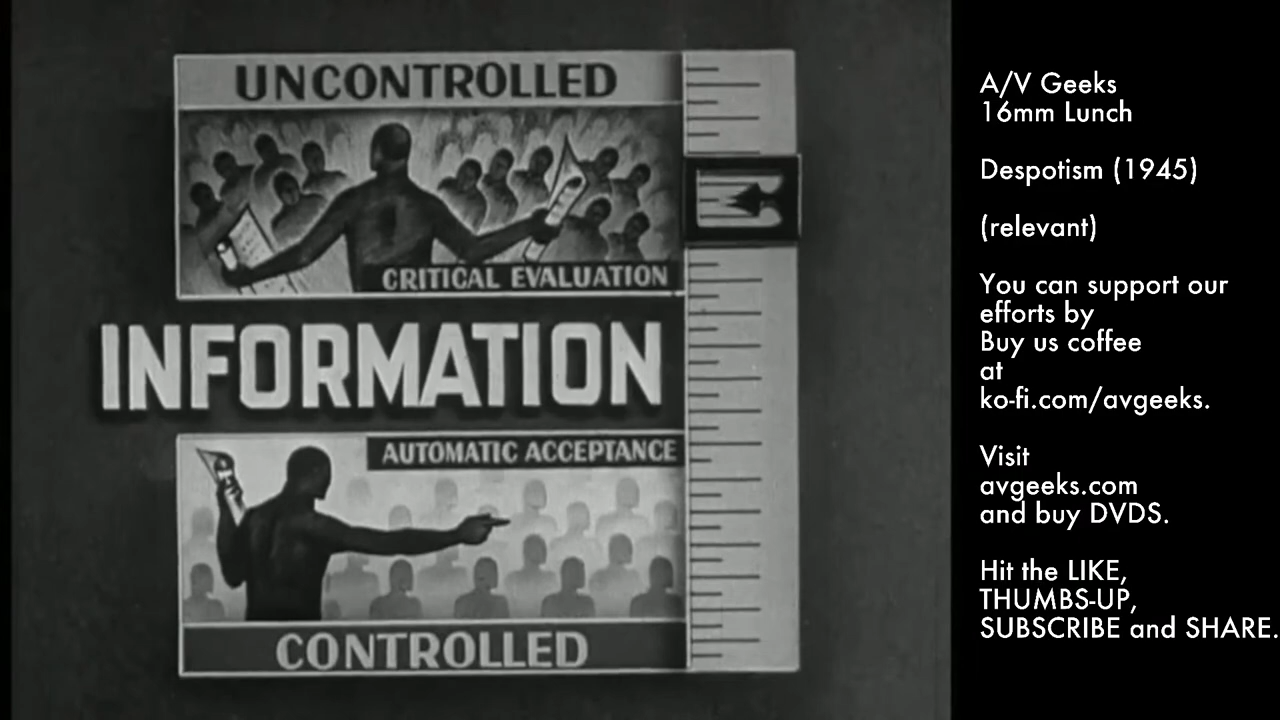 UNCONTROLLED
CRITICAL EVALUATION
INFORMATION
AUTOMATIC ACCEPTANCE
CONTROLLED
A/V Geeks
16mm Lunch
Despotism (1945)
(relevant)
You can support our
efforts by
Buy us coffee
at
ko-fi.com/avgeeks.
Visit
avgeeks.com
and buy DVDS.
Hit the LIKE,
THUMBS-UP,
SUBSCRIBE and SHARE.